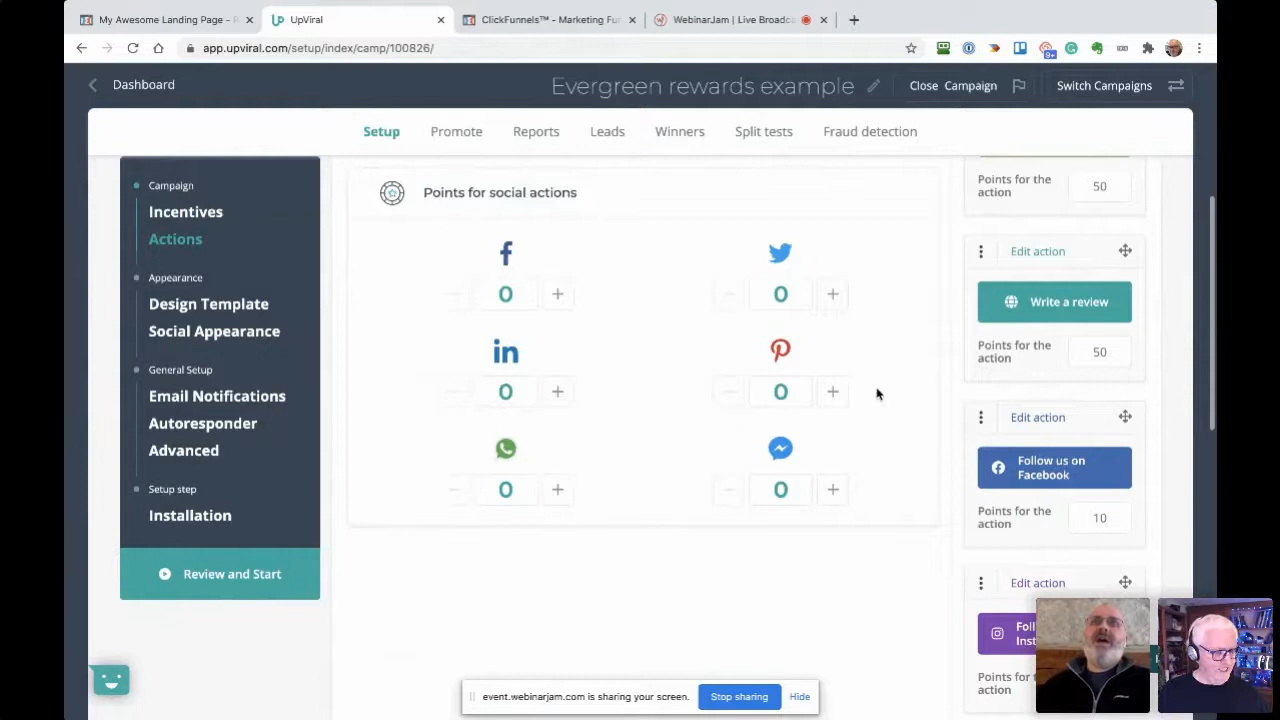 My Awesome Landing Page - R
UpViral
ClickFunnels™ - Marketing Fu
WebinarJam | Live Broadca
app.upviral.com/setup/index/camp/100826/
9+
Dashboard
Evergreen rewards example
Close Campaign
Switch Campaigns
Setup
Promote
Reports
Leads
Winners
Split tests
Fraud detection
Campaign
Incentives
Actions
Appearance
Design Template
Social Appearance
General Setup
Email Notifications
Autoresponder
Advanced
Setup step
Installation
Review and Start
Points for social actions
0
0
0
0
0
0
Points for the
action
50
Edit action
Write a review
Points for the
action
50
Edit action
Follow us on
Facebook
Points for the
action
10
Edit action
Foll
Inst
Points for the
action
event.webinarjam.com is sharing your screen.
Stop sharing
Hide